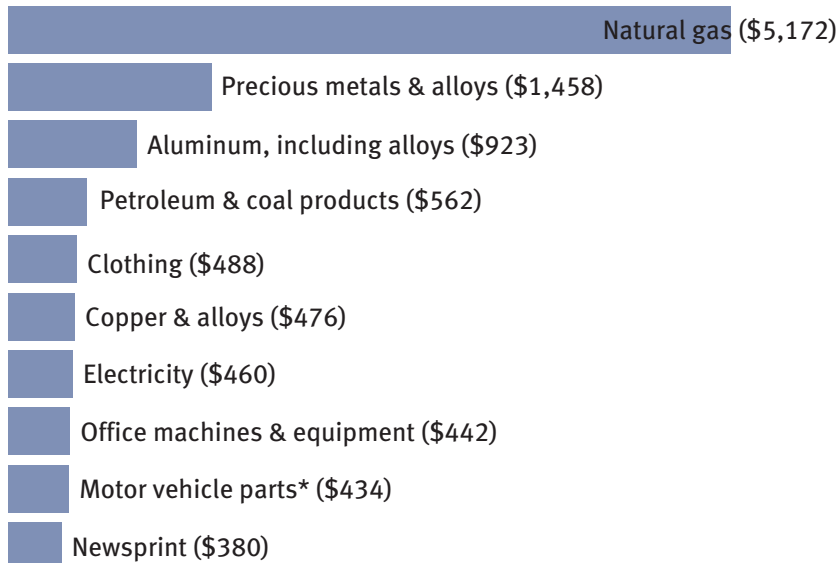 Natural gas ($5,172)
Precious metals & alloys ($1,458)
Aluminum, including alloys ($923)
Petroleum & coal products ($562)
Clothing ($488)
Copper & alloys ($476)
Electricity ($460)
Office machines & equipment ($442)
Motor vehicle parts* ($434)
Newsprint ($380)